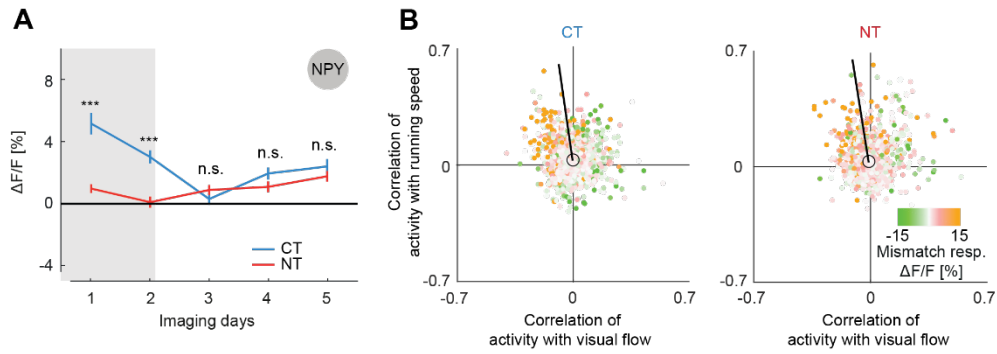 A
NPY
ΔF/F [%]
8
4
0
-4
***
***
n.s.
n.s.
n.s.
CT
NT
1 2 3 4 5
Imaging days
B
CT
NT
Correlation of
activity with running speed
0.7
0
-0.7
-0.7 0 0.7
Correlation of
activity with visual flow
0.7
0
-0.7
-15 15
Mismatch resp.
ΔF/F [%]
-0.7 0 0.7
Correlation of
activity with visual flow